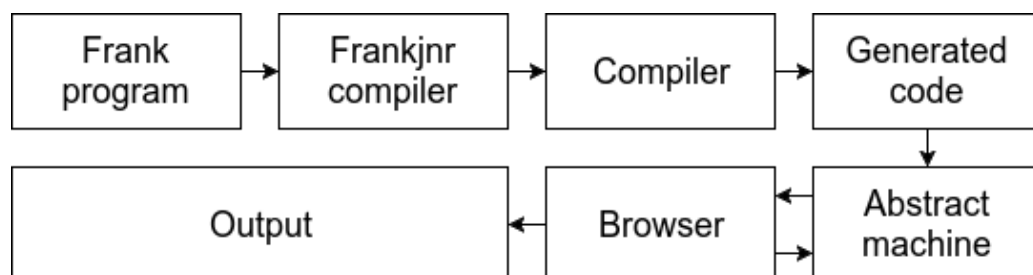 Frank
program
Frankjnr
compiler
Compiler
Generated
code
Output
Browser
Abstract
machine